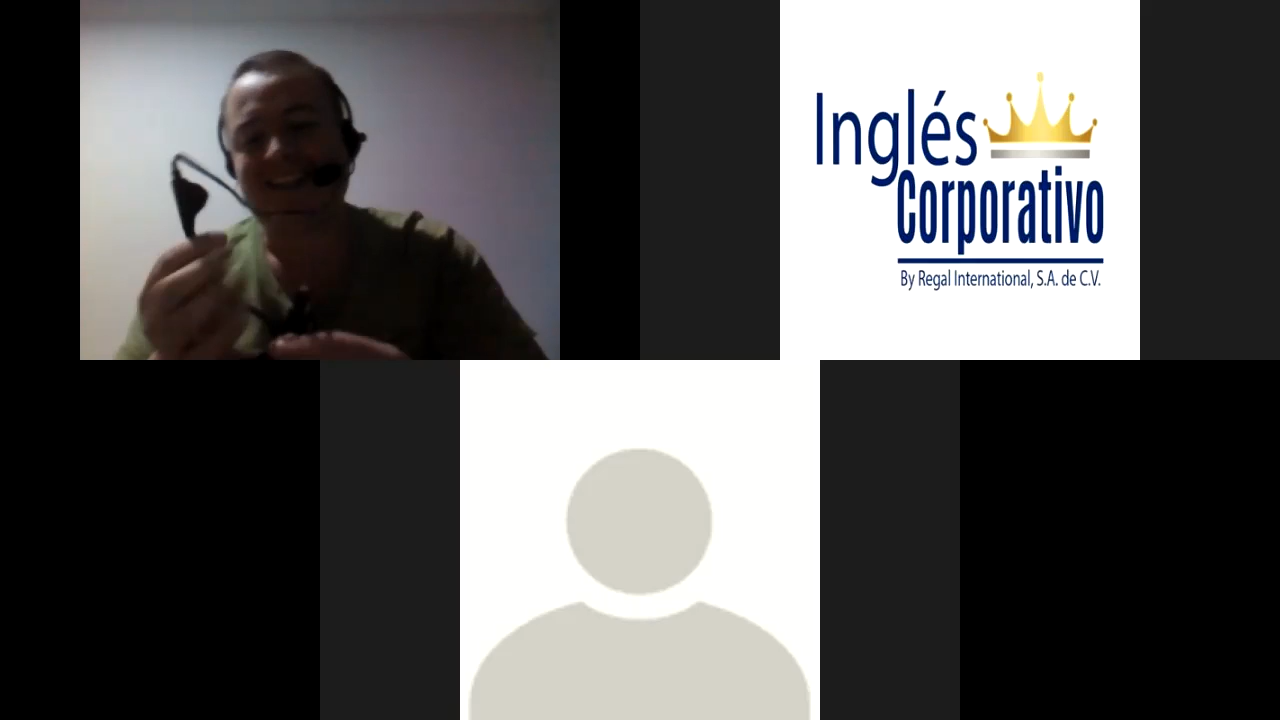 Inglés
Corporativo
By Regal International, S.A. de C.V.